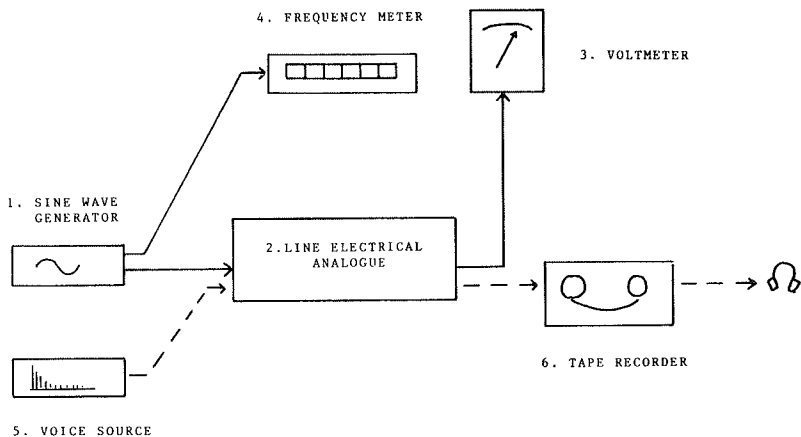 4. FREQUENCY METER
3. VOLTMETER
1. SINE WAVE
GENERATOR
2.LINE ELECTRICAL
ANALOGUE
6. TAPE RECORDER
5. VOICE SOURCE